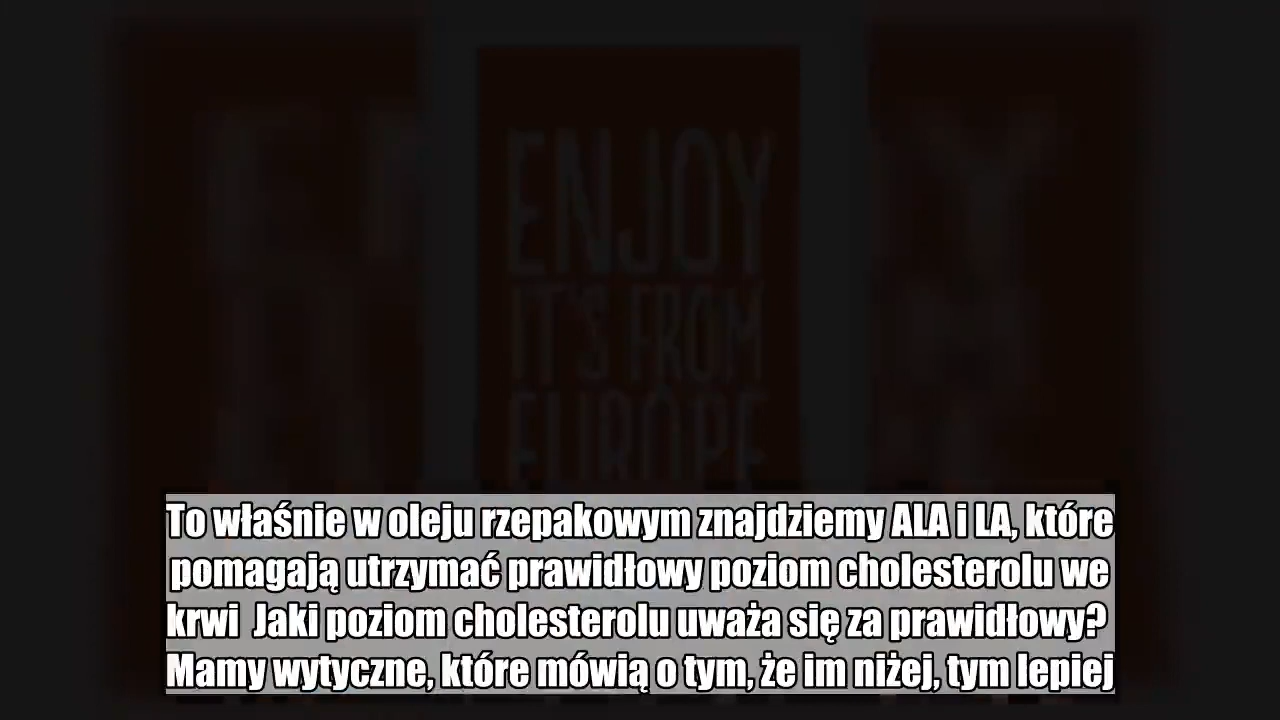 ENJOY
IT'S FROM
EUROPE
To właśnie w oleju rzepakowym znajdziemy ALA i LA, które
pomagają utrzymać prawidłowy poziom cholesterolu we
krwi Jaki poziom cholesterolu uważa się za prawidłowy?
Mamy wytyczne, które mówią o tym, że im niżej, tym lepiej